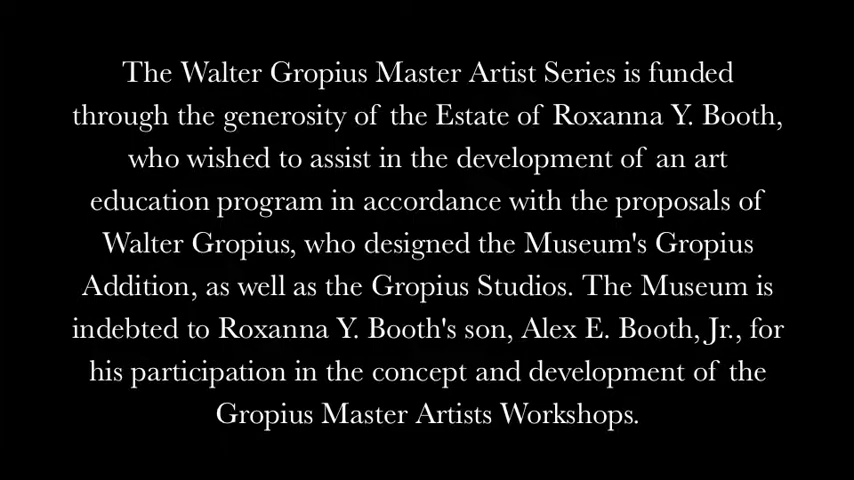 The Walter Gropius Master Artist Series is funded
through the generosity of the Estate of Roxanna Y. Booth,
who wished to assist in the development of an art
education program in accordance with the proposals of
Walter Gropius, who designed the Museum's Gropius
Addition, as well as the Gropius Studios. The Museum is
indebted to Roxanna Y. Booth's son, Alex E. Booth, Jr., for
his participation in the concept and development of the
Gropius Master Artists Workshops.